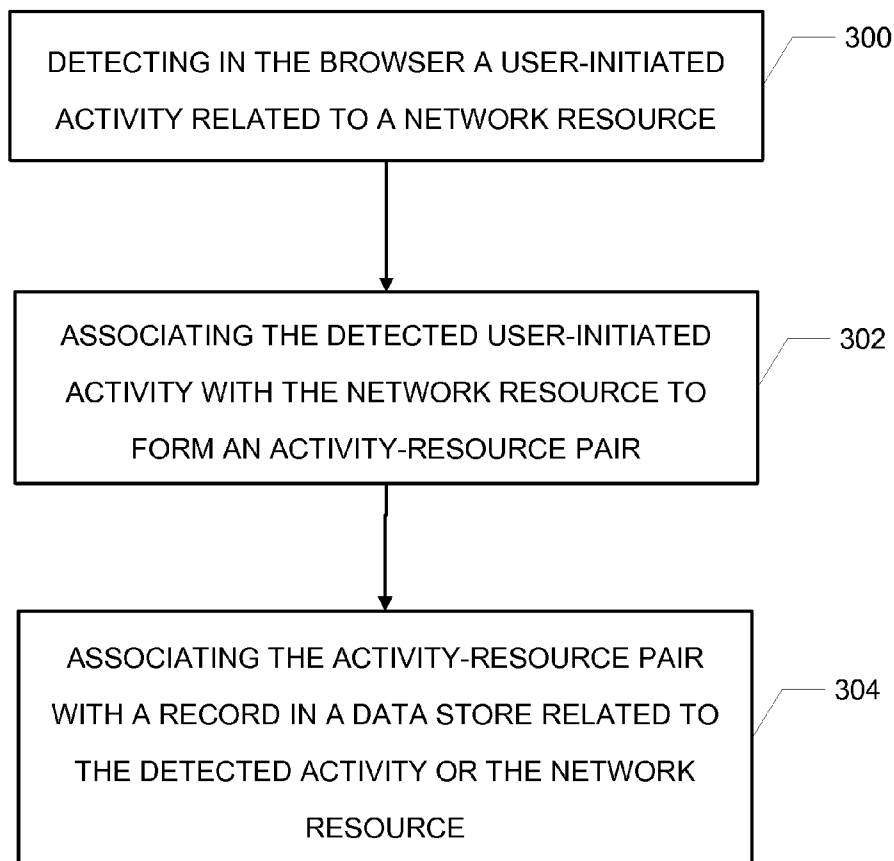 DETECTING IN THE BROWSER A USER-INITIATED
ACTIVITY RELATED TO A NETWORK RESOURCE
300
ASSOCIATING THE DETECTED USER-INITIATED
ACTIVITY WITH THE NETWORK RESOURCE TO
FORM AN ACTIVITY-RESOURCE PAIR
302
ASSOCIATING THE ACTIVITY-RESOURCE PAIR
WITH A RECORD IN A DATA STORE RELATED TO
THE DETECTED ACTIVITY OR THE NETWORK
RESOURCE
304